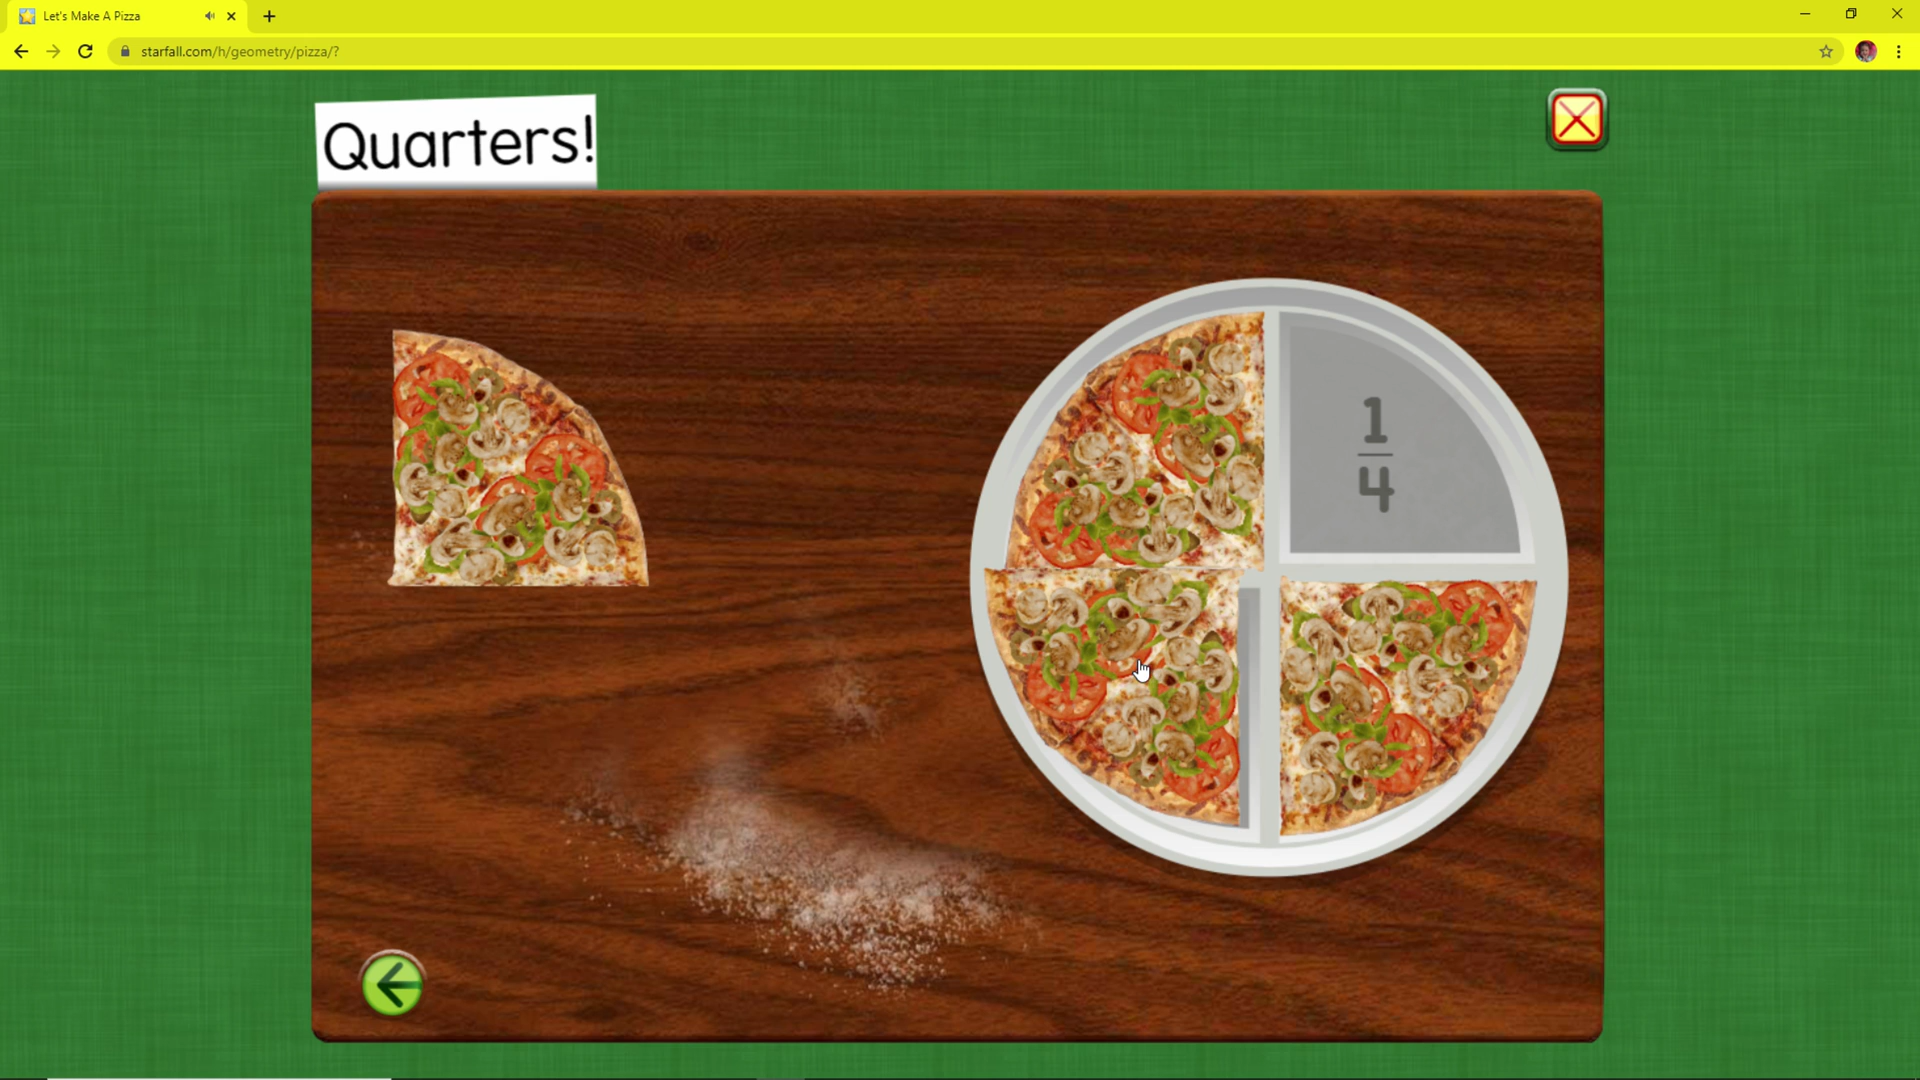 Let's Make A Pizza
starfall.com/h/geometry/pizza/?
Quarters!
1
4